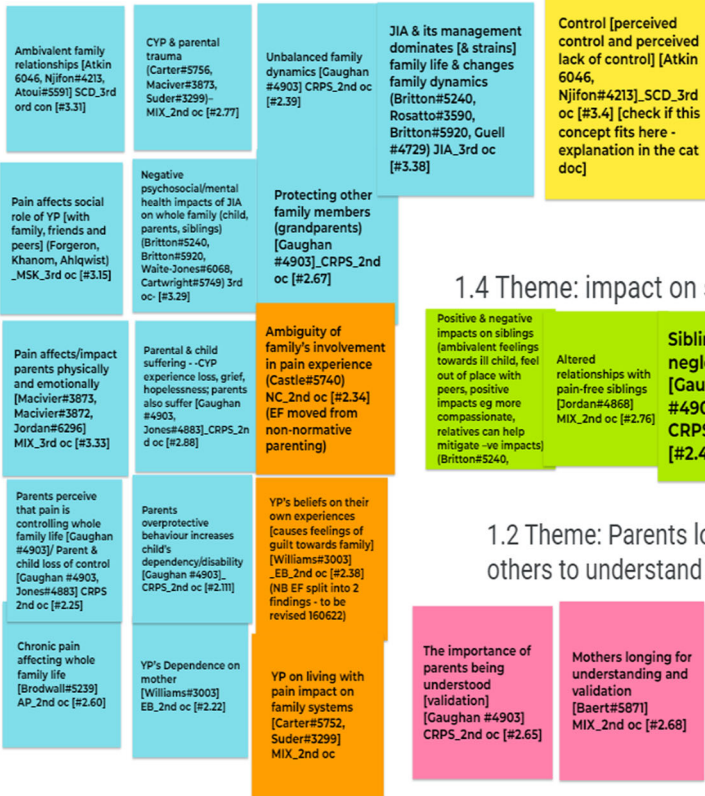 Ambivalent family
relationships [Atkin
6046, Njifon#4213,
Atoui#5591] SCD_3rd
ord con [#3.31]
CYP & parental
trauma
(Carter#5756,
Maciver#3873,
Suder#3299)–
MIX_2nd oc [#2.77]
Unbalanced family
dynamics [Gaughan
#4903] CRPS_2nd oc
[#2.39]
JIA & its management
dominates [& strains]
family life & changes
family dynamics
(Britton#5240,
Rosatto#3590,
Britton#5920, Guell
#4729) JIA_3rd oc
[#3.38]
Control [perceived
control and perceived
lack of control] [Atkin
6046,
Njifon#4213]_SCD_3rd
oc [#3.4] [check if this
concept fits here -
explanation in the cat
doc]
Pain affects social
role of YP [with
family, friends and
peers] (Forgeron,
Khanom, Ahlqwist)
_MSK_3rd oc [#3.15]
Negative
psychosocial/mental
health impacts of JIA
on whole family (child,
parents, siblings)
(Britton#5240,
Britton#5920,
Waite-Jones#6068,
Cartwright#5749) 3rd
oc- [#3.29]
Protecting other
family members
(grandparents)
[Gaughan
#4903]_CRPS_2nd
oc [#2.67]
1.4 Theme: impact on
Pain affects/impact
parents physically
and emotionally
[Macivier#3873,
Macivier#3872,
Jordan#6296]
MIX_3rd oc [#3.33]
Parental & child
suffering - -CYP
experience loss, grief,
hopelessness; parents
also suffer [Gaughan
#4903,
Jones#4883]_CRPS_2n
d oc [#2.88]
Ambiguity of
family's involvement
in pain experience
(Castle#5740)
NC_2nd oc [#2.34]
(EF moved from
non-normative
parenting)
Positive & negative
impacts on siblings
(ambivalent feelings
towards ill child, feel
out of place with
peers, positive
impacts eg more
compassionate,
relatives can help
mitigate –ve impacts)
(Britton#5240,
Altered
relationships with
pain-free siblings
[Jordan#4868]
MIX_2nd oc [#2.76]
Siblin
negle
[Gau
#490
CRPS
[#2.4
Parents perceive
that pain is
controlling whole
family life [Gaughan
#4903]/ Parent &
child loss of control
[Gaughan #4903,
Jones#4883] CRPS
2nd oc [#2.25]
Parents
overprotective
behaviour increases
child's
dependency/disability
[Gaughan #4903]_
CRPS_2nd oc [#2.111]
YP's beliefs on their
own experiences
[causes feelings of
guilt towards family]
[Williams#3003]
_EB_2nd oc [#2.38]
(NB EF split into 2
findings - to be
revised 160622)
1.2 Theme: Parents lo
others to understand
Chronic pain
affecting whole
family life
[Brodwall#5239]
AP_2nd oc [#2.60]
YP's Dependence on
mother
[Williams#3003]
EB_2nd oc [#2.22]
YP on living with
pain impact on
family systems
[Carter#5752,
Suder#3299]
MIX_2nd oc
The importance of
parents being
understood
[validation]
[Gaughan #4903]
CRPS_2nd oc [#2.65]
Mothers longing for
understanding and
validation
[Baert#5871]
MIX_2nd oc [#2.68]